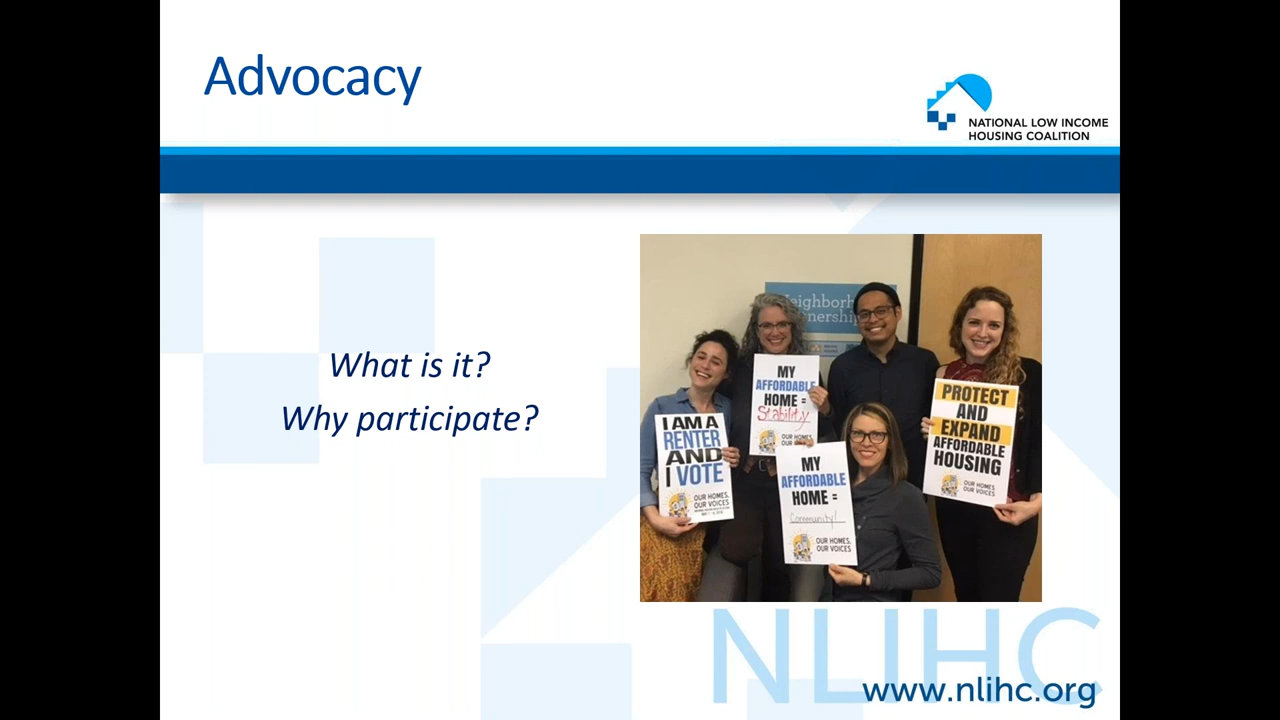 Advocacy
NATIONAL LOW INCOME
HOUSING COALITION
What is it?
Why participate?
MY
AFFORDABLE
HOME =
Stability
OUR HOMES,
I AM A
RENTER
AND
I VOTE
OUR HOMES,
OUR VOICES
MY
AFFORDABLE
HOME =
Community!
OUR HOMES,
OUR VOICES
PROTECT
AND
EXPAND
AFFORDABLE
HOUSING
OUR HOMES,
OUR VOICES
NLIHC
www.nlihc.org